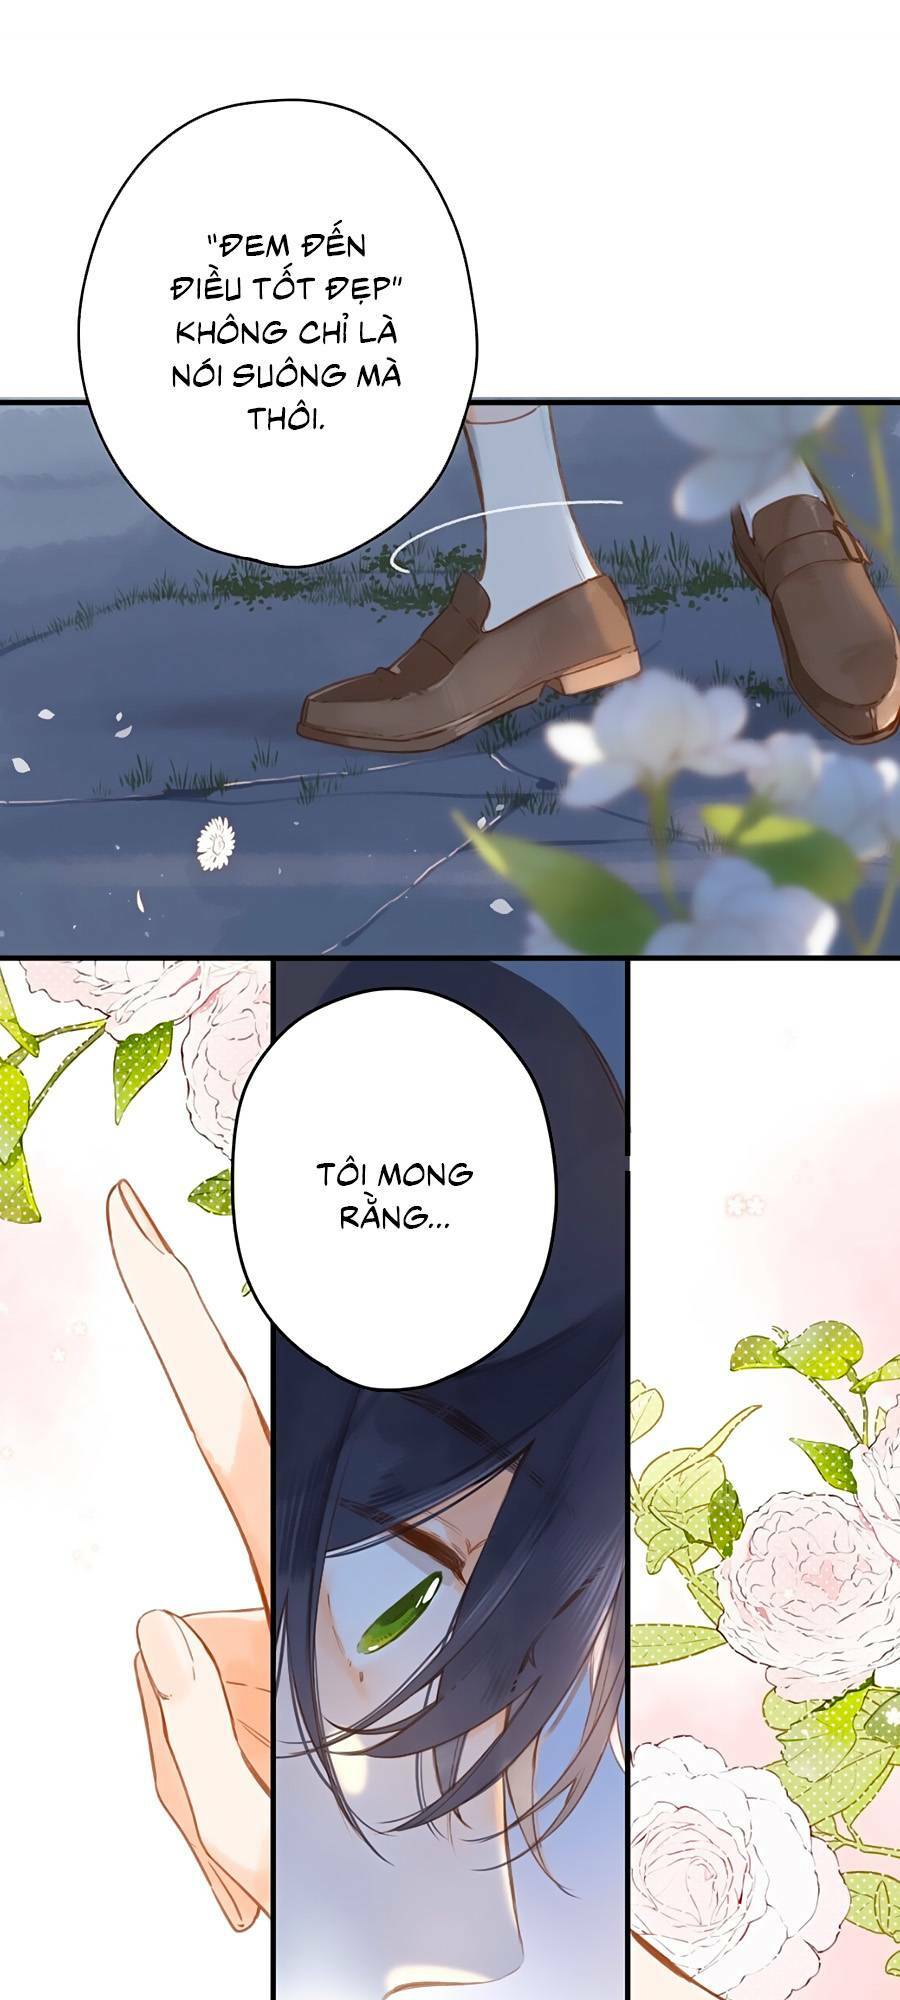 "ĐEM ĐẾN
ĐIỀU TỐT ĐẸP"
KHÔNG CHỈ LÀ
NÓI SUÔNG MÀ
THÔI.
TÔI MONG
RẰNG...